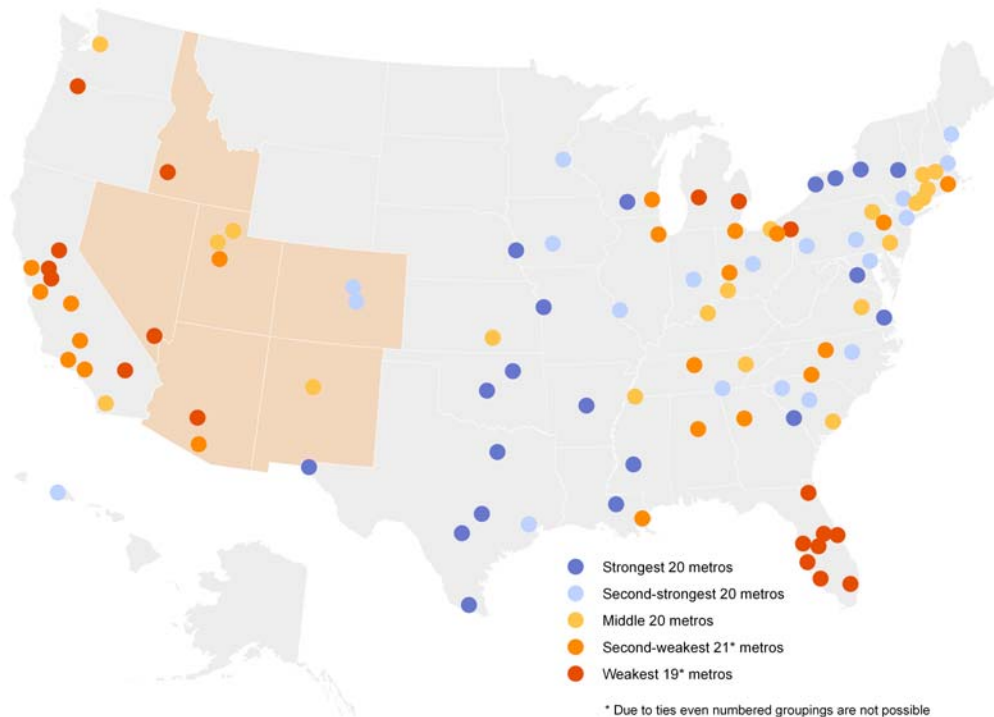 Strongest 20 metros
Second-strongest 20 metros
Middle 20 metros
Second-weakest 21* metros
Weakest 19* metros
* Due to ties even numbered groupings are not possible